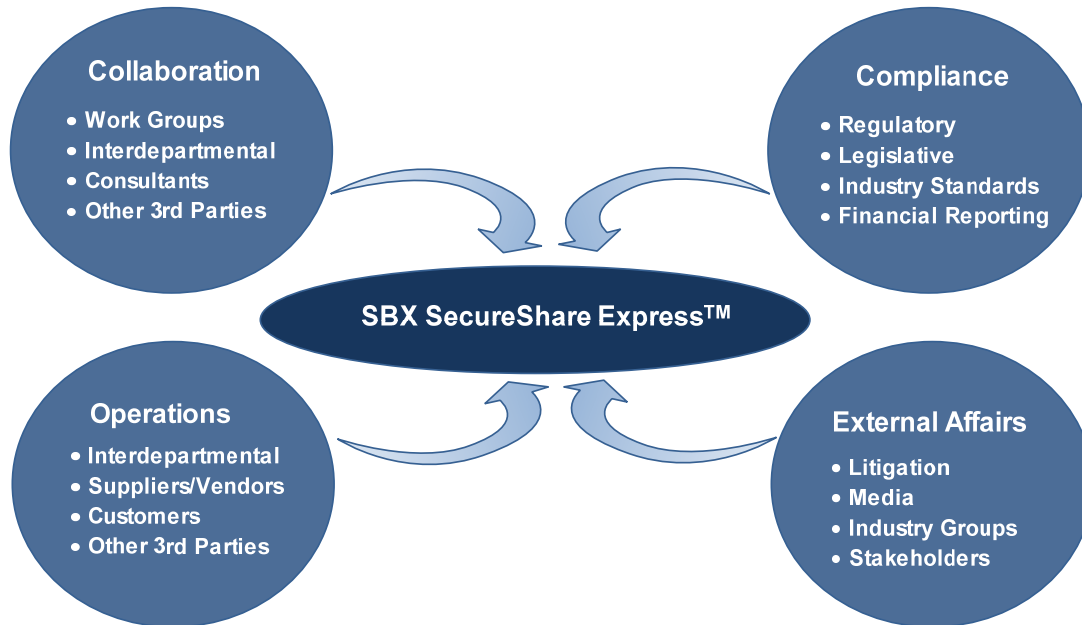 Collaboration
• Work Groups
• Interdepartmental
• Consultants
• Other 3rd Parties
Compliance
• Regulatory
• Legislative
• Industry Standards
• Financial Reporting
SBX SecureShare Express™
Operations
• Interdepartmental
• Suppliers/Vendors
• Customers
• Other 3rd Parties
External Affairs
• Litigation
• Media
• Industry Groups
• Stakeholders